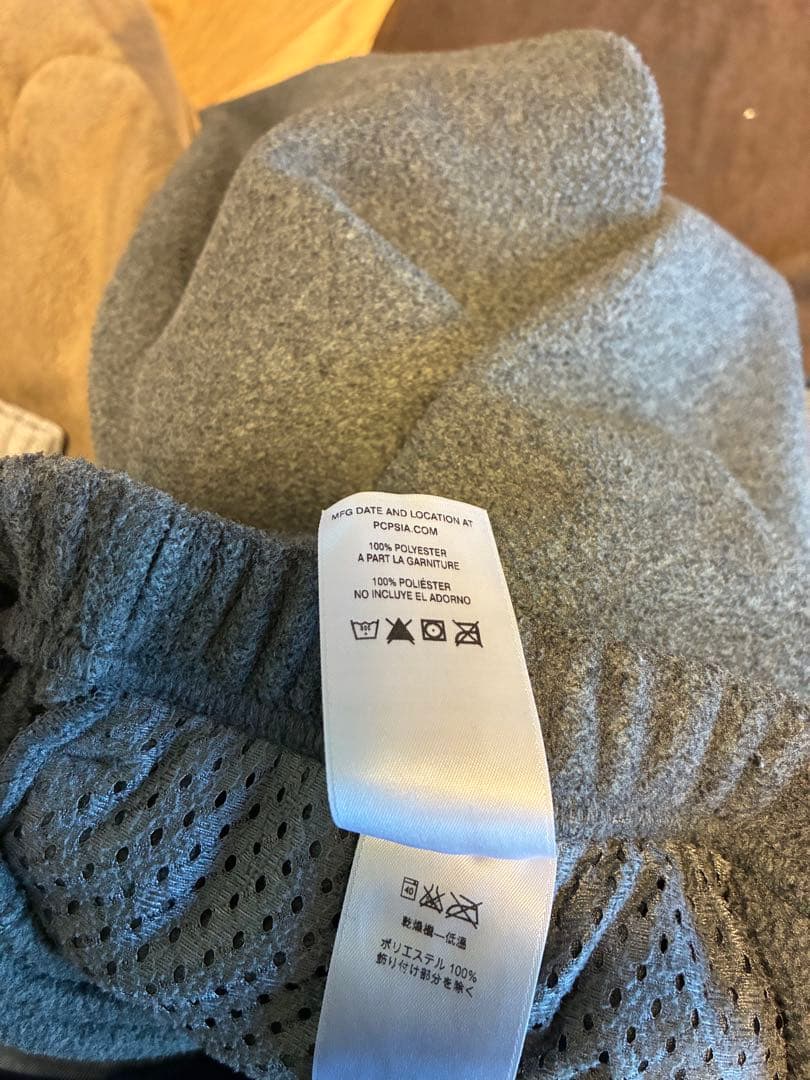 MFG DATE AND LOCATION AT
PCPSIA.COM
100% POLYESTER
A PART LA GARNITURE
100% POLIÉSTER
NO INCLUYE EL ADORNO
40
乾燥機—低温
ポリエステル 100%
飾り付け部分を除く